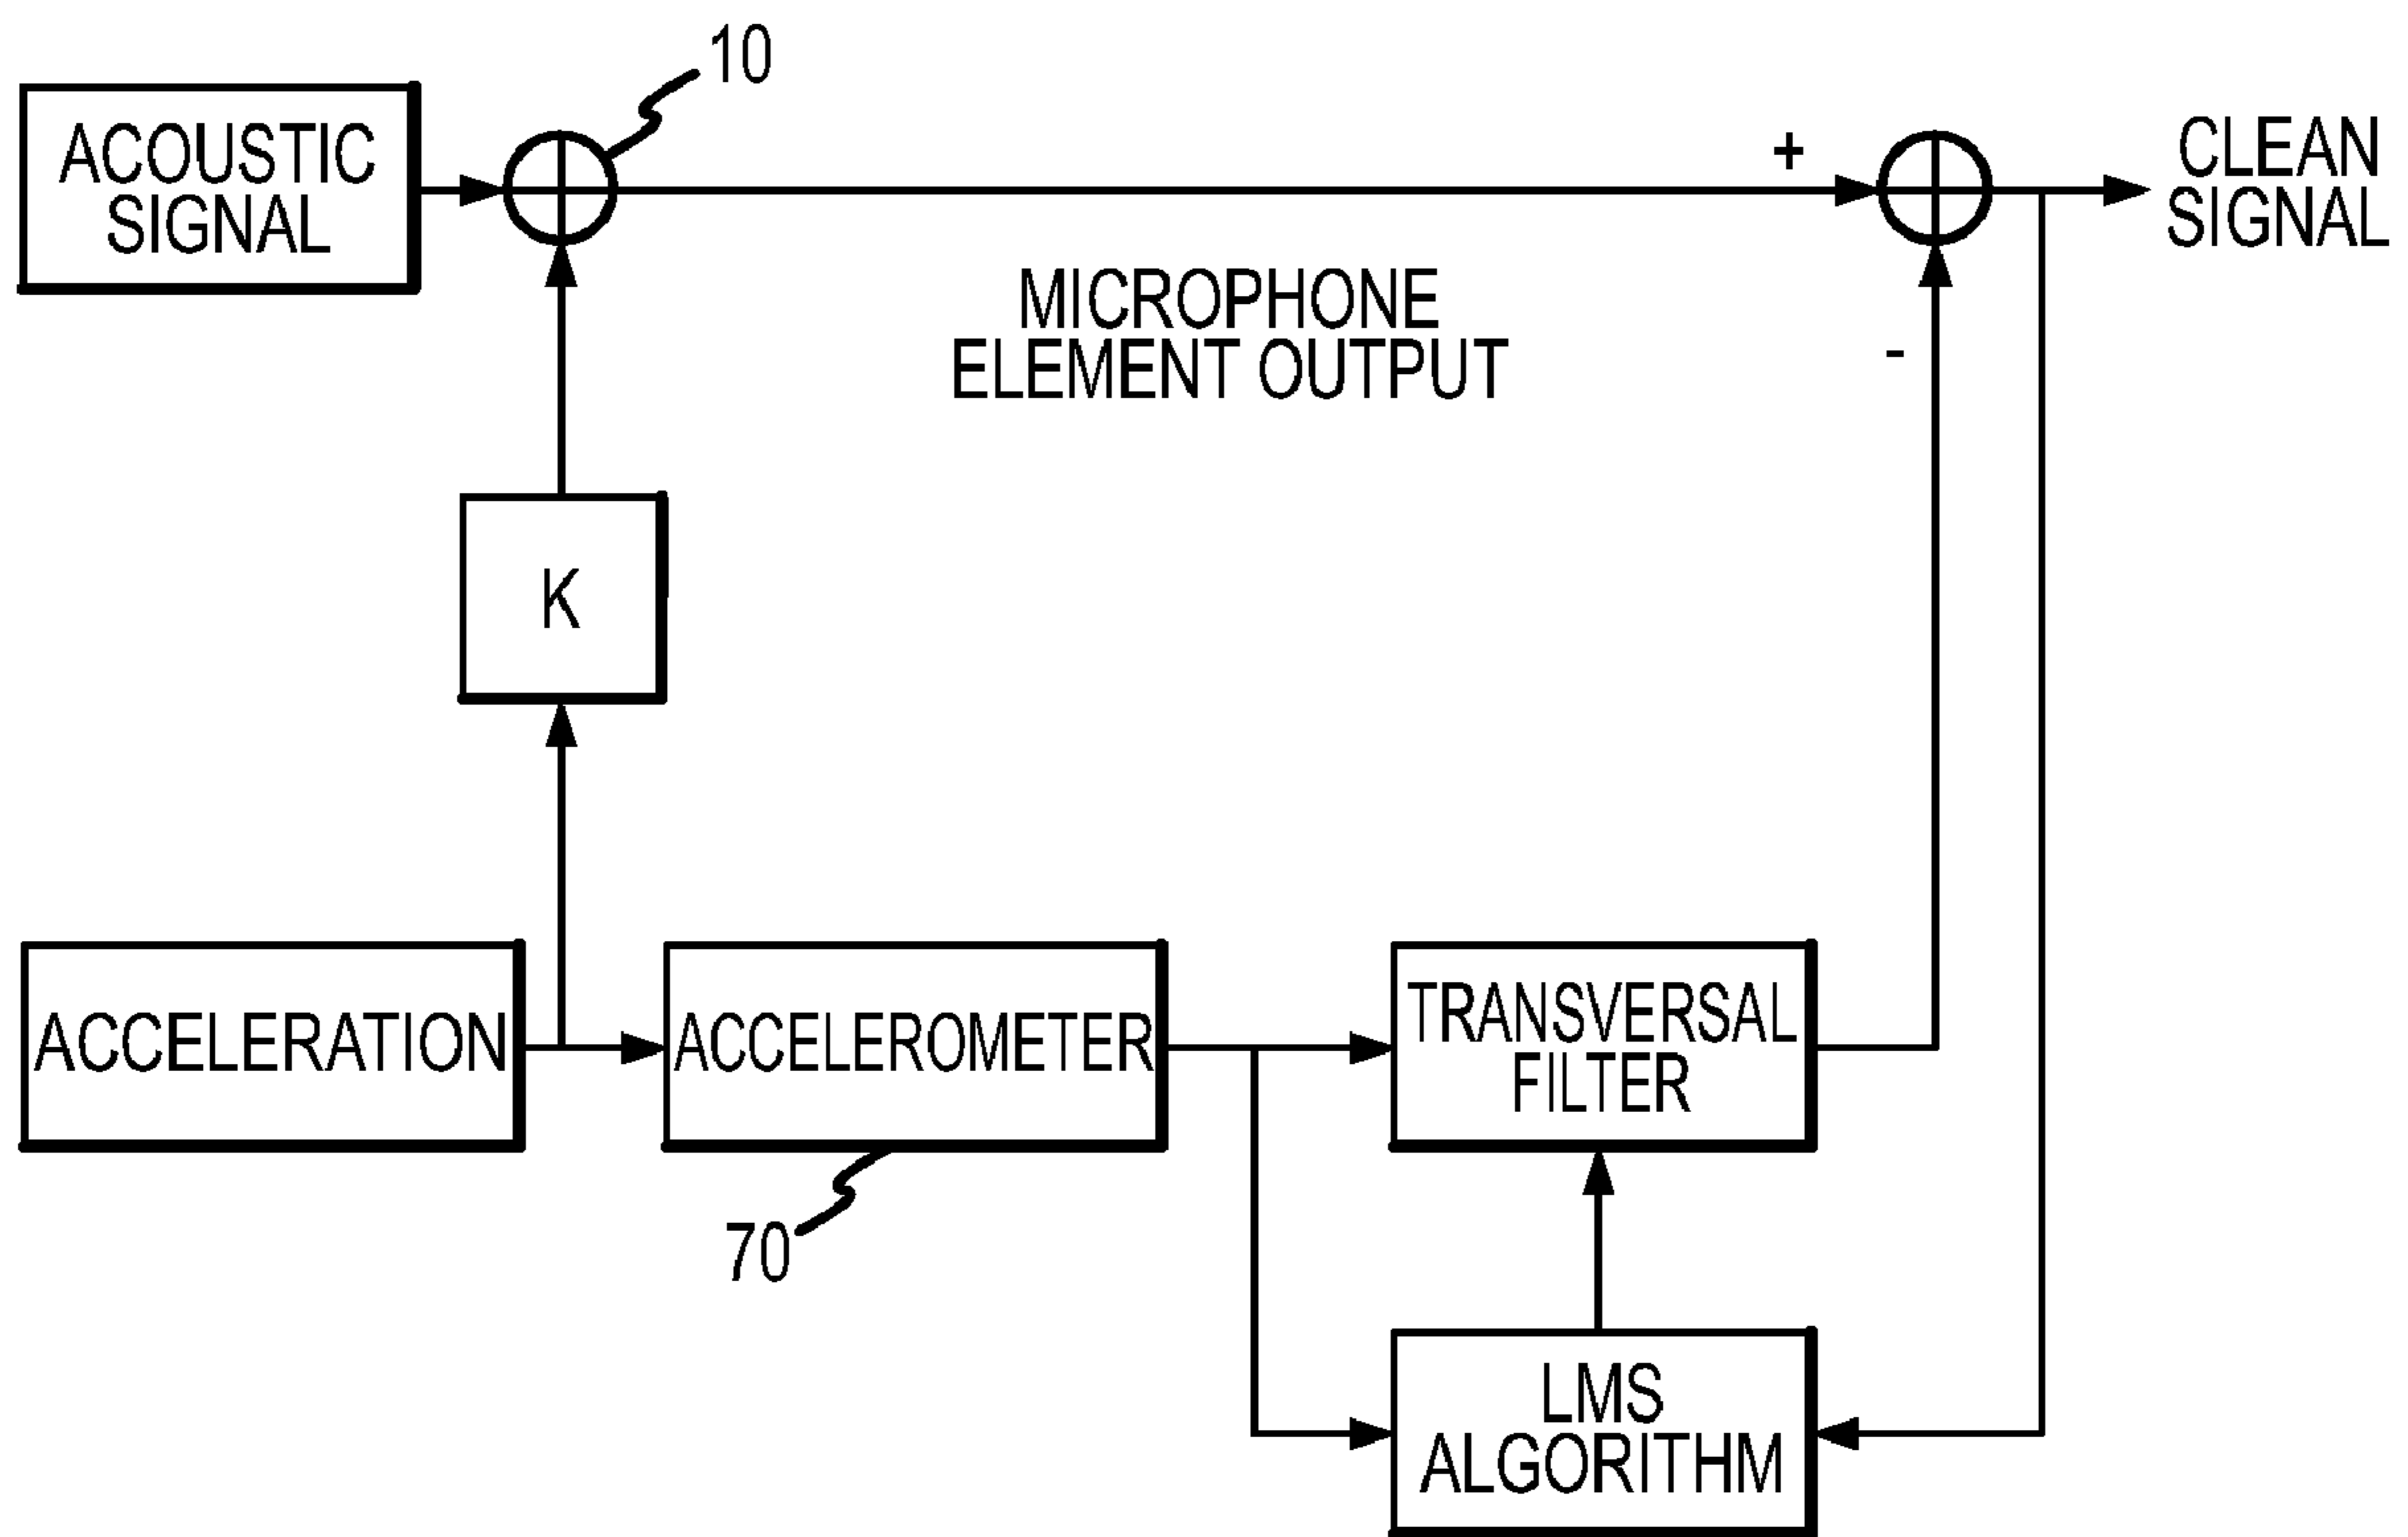 10
ACOUSTIC
SIGNAL
+
CLEAN
SIGNAL
MICROPHONE
ELEMENT OUTPUT
-
K
ACCELERATION
ACCELEROMETER
TRANSVERSAL
FILTER
70
LMS
ALGORITHM